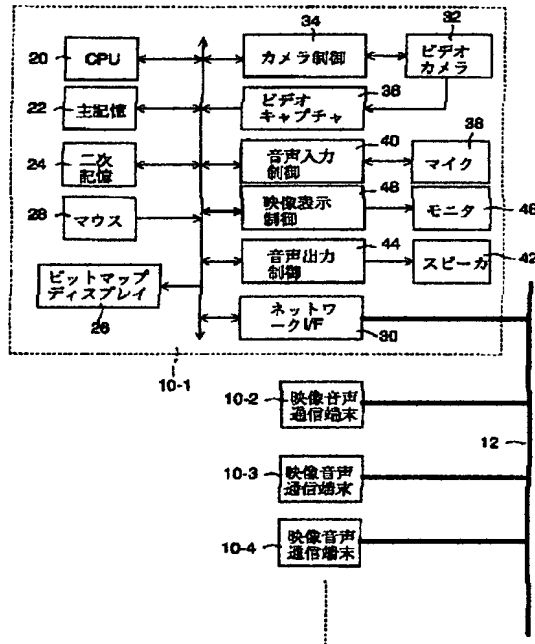 34
32
20
CPU
カメラ制御
ビデオ
カメラ
22
主記憶
ビデオ
キャプチャ
36
24
二次
記憶
音声入力
制御
40
38
マイク
28
マウス
映像表示
制御
48
モニタ
46
ビットマップ
ディスプレイ
26
音声出力
制御
44
スピーカ
42
ネットワ
ークI/F
30
10-1
10-2
映像音声
通信端末
12
10-3
映像音声
通信端末
10-4
映像音声
通信端末